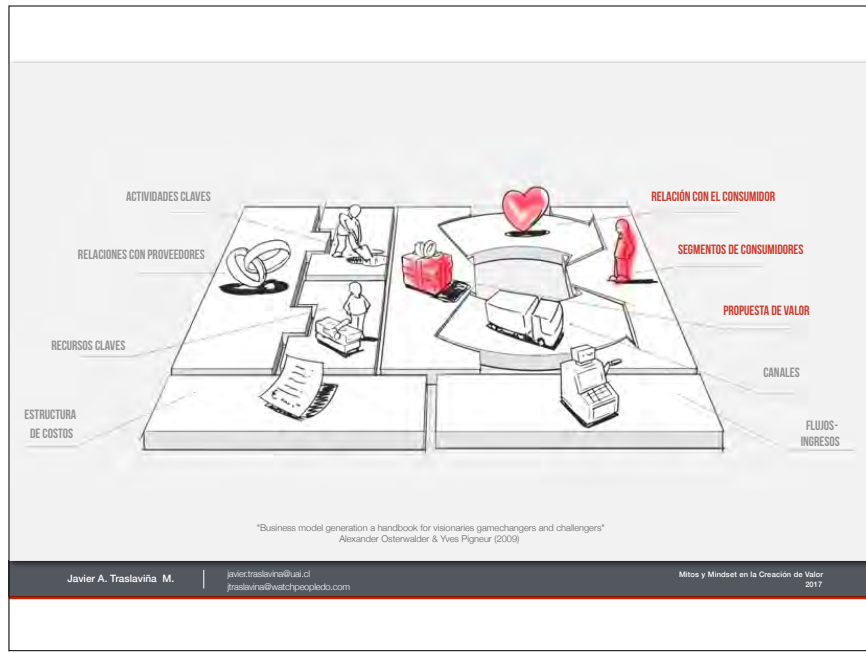 ACTIVIDADES CLAVES
RELACIONES CON PROVEEDORES
RECURSOS CLAVES
ESTRUCTURA
DE COSTOS
RELACIÓN CON EL CONSUMIDOR
SEGMENTOS DE CONSUMIDORES
PROPUESTA DE VALOR
CANALES
FLUJOS-
INGRESOS
"Business model generation a handbook for visionaries gamechangers and challengers"
Alexander Osterwalder & Yves Pigneur (2009)
Javier A. Traslaviña M.
javier.traslavina@uai.cl
jtraslavina@watchpeopledo.com
Mitos y Mindset en la Creación de Valor
2017